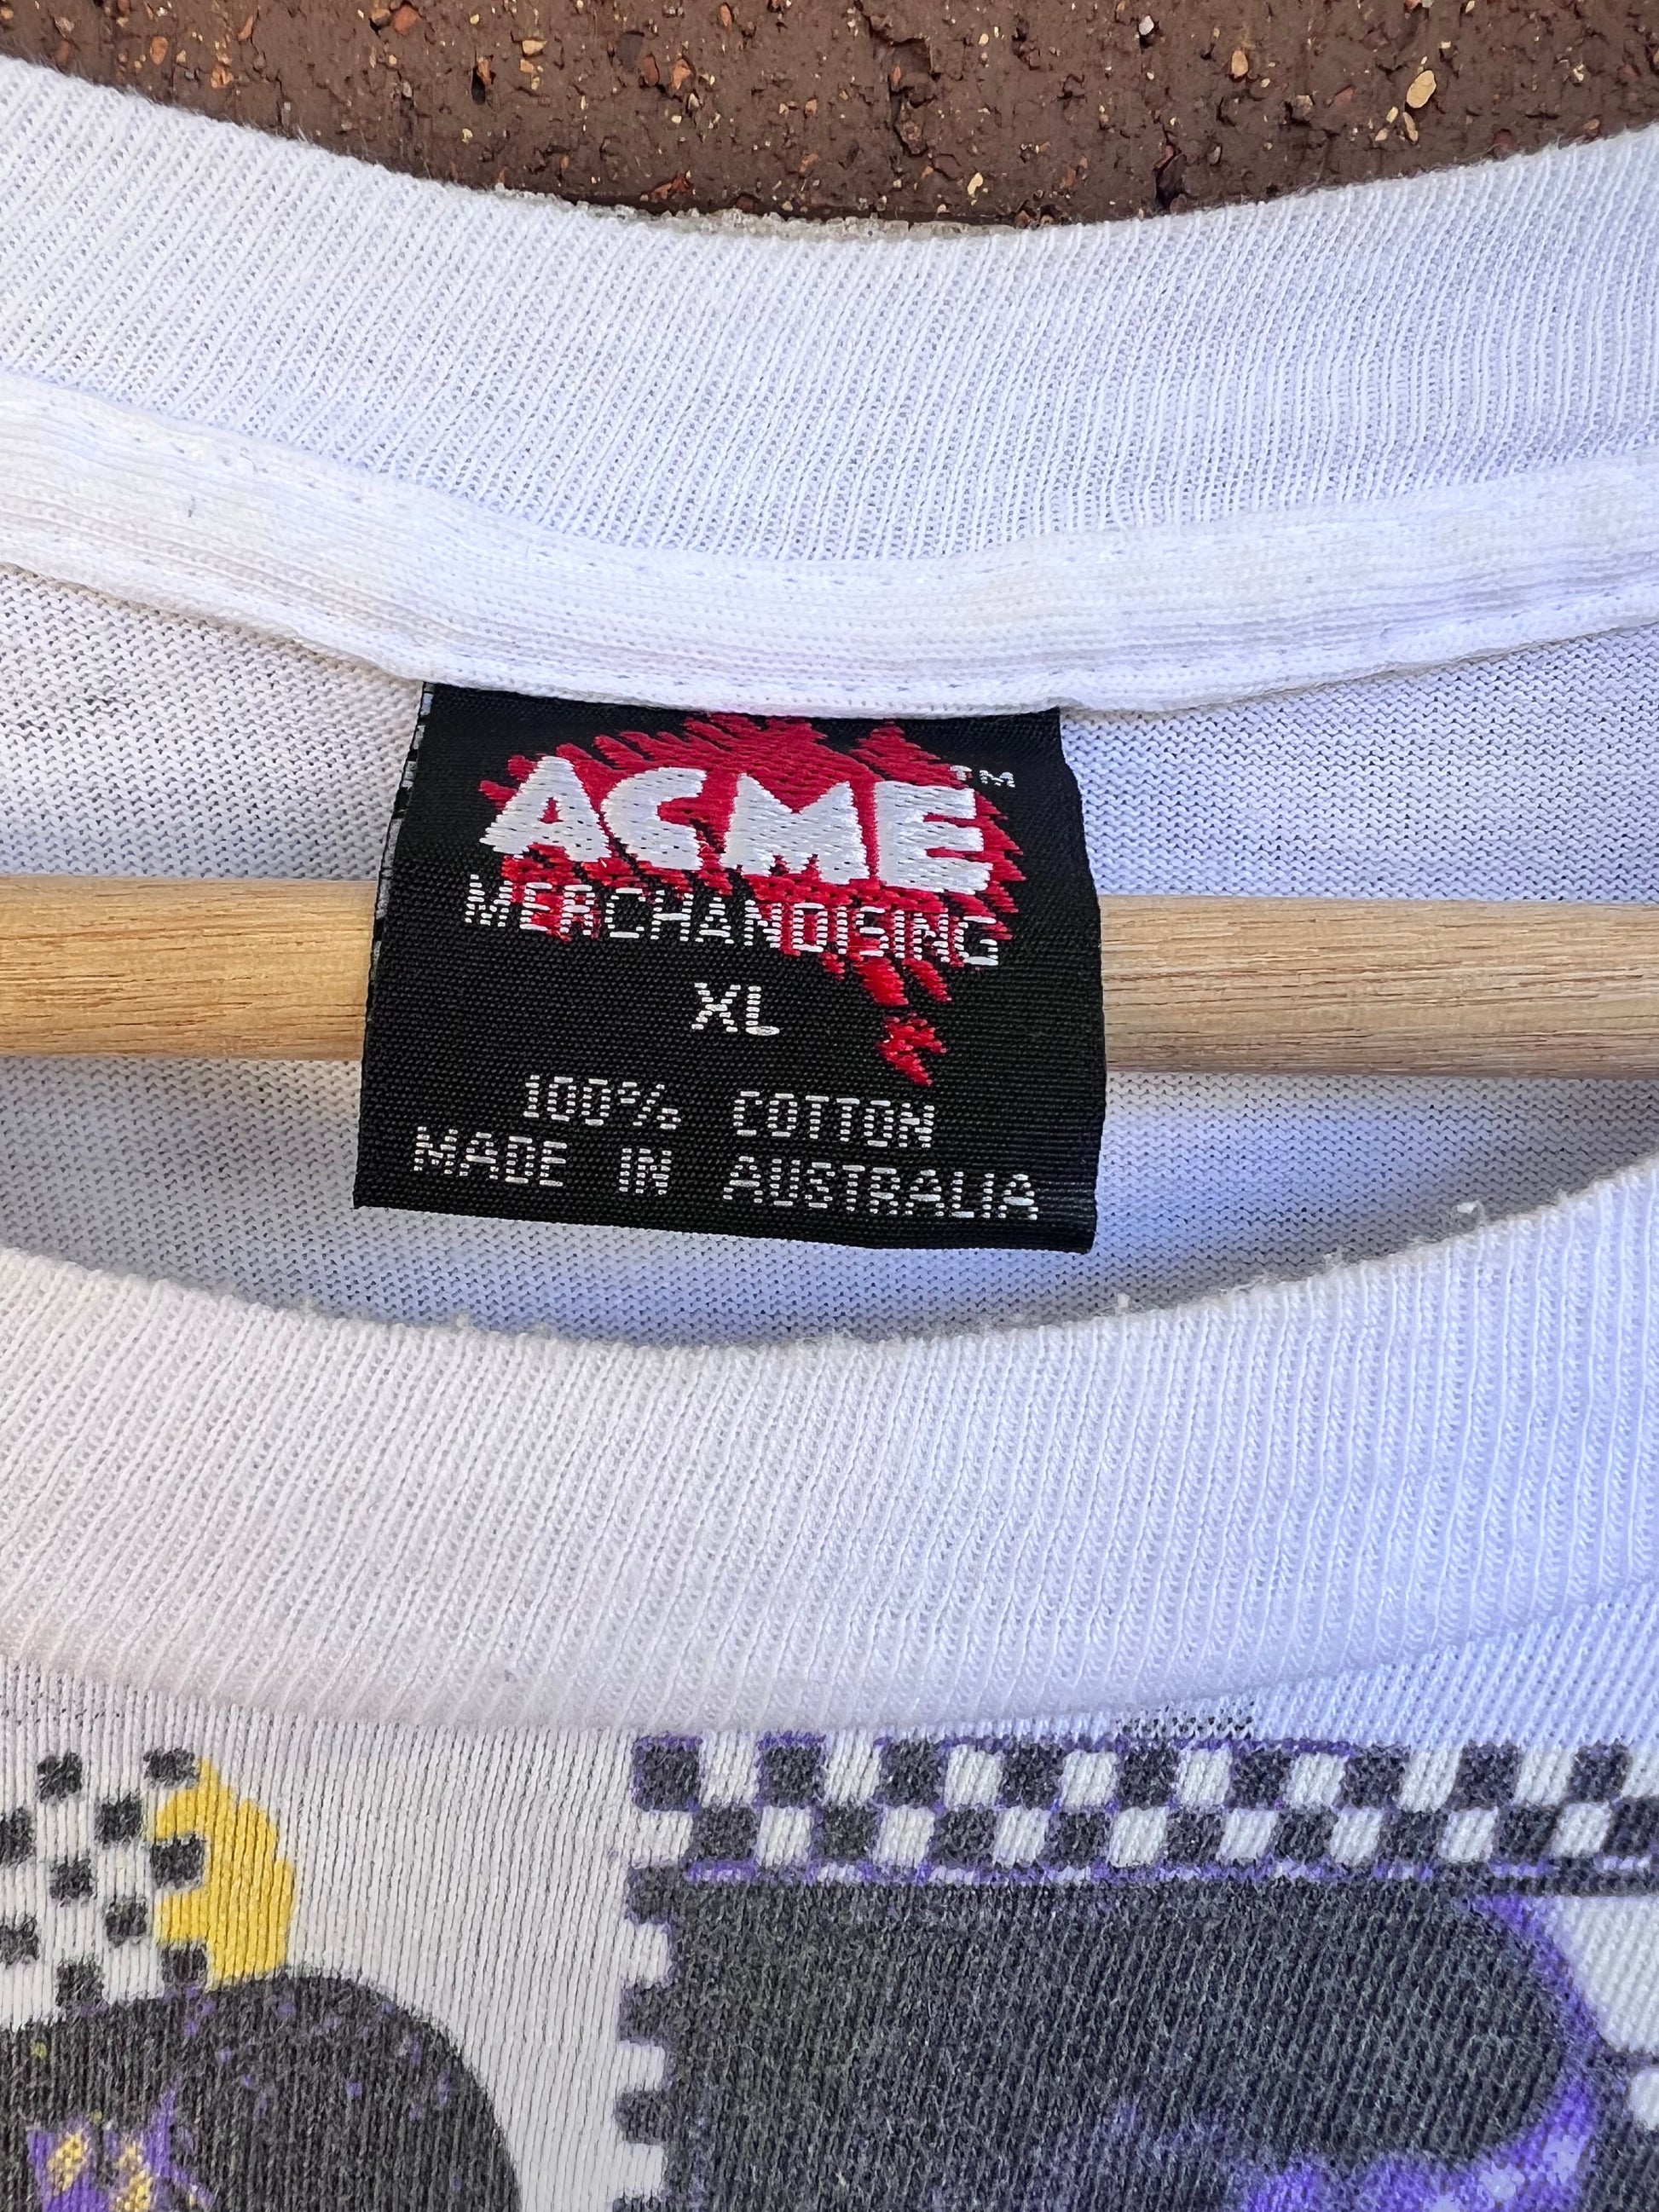 ACME™
MERCHANDISING
XL
100% COTTON
MADE IN AUSTRALIA